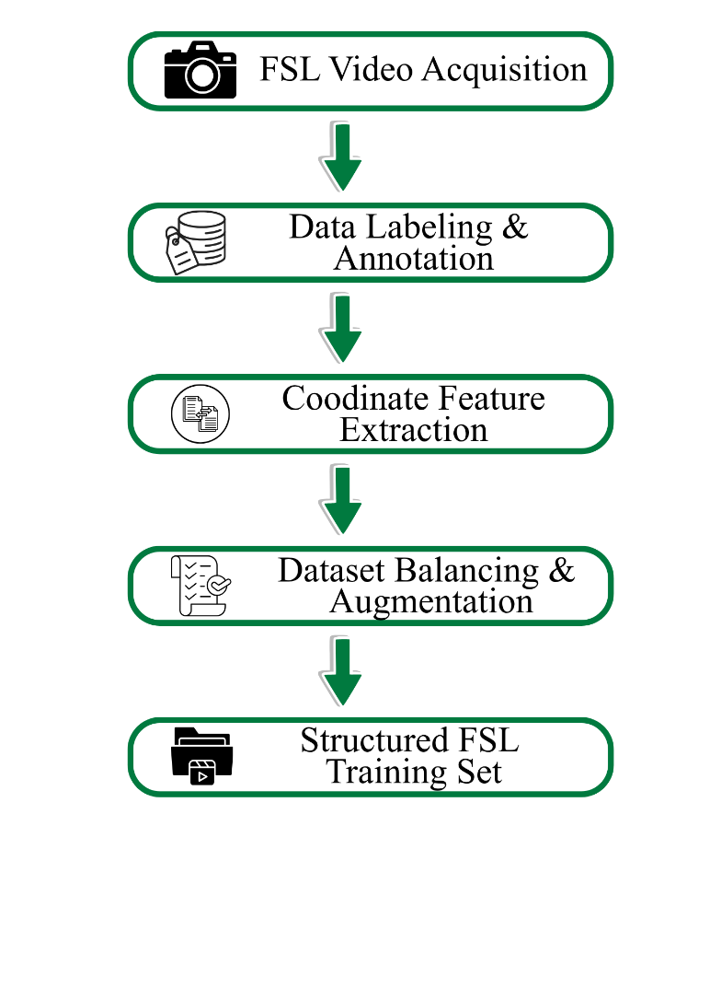 FSL Video Acquisition
Data Labeling &
Annotation
Coodinate Feature
Extraction
Dataset Balancing &
Augmentation
Structured FSL
Training Set